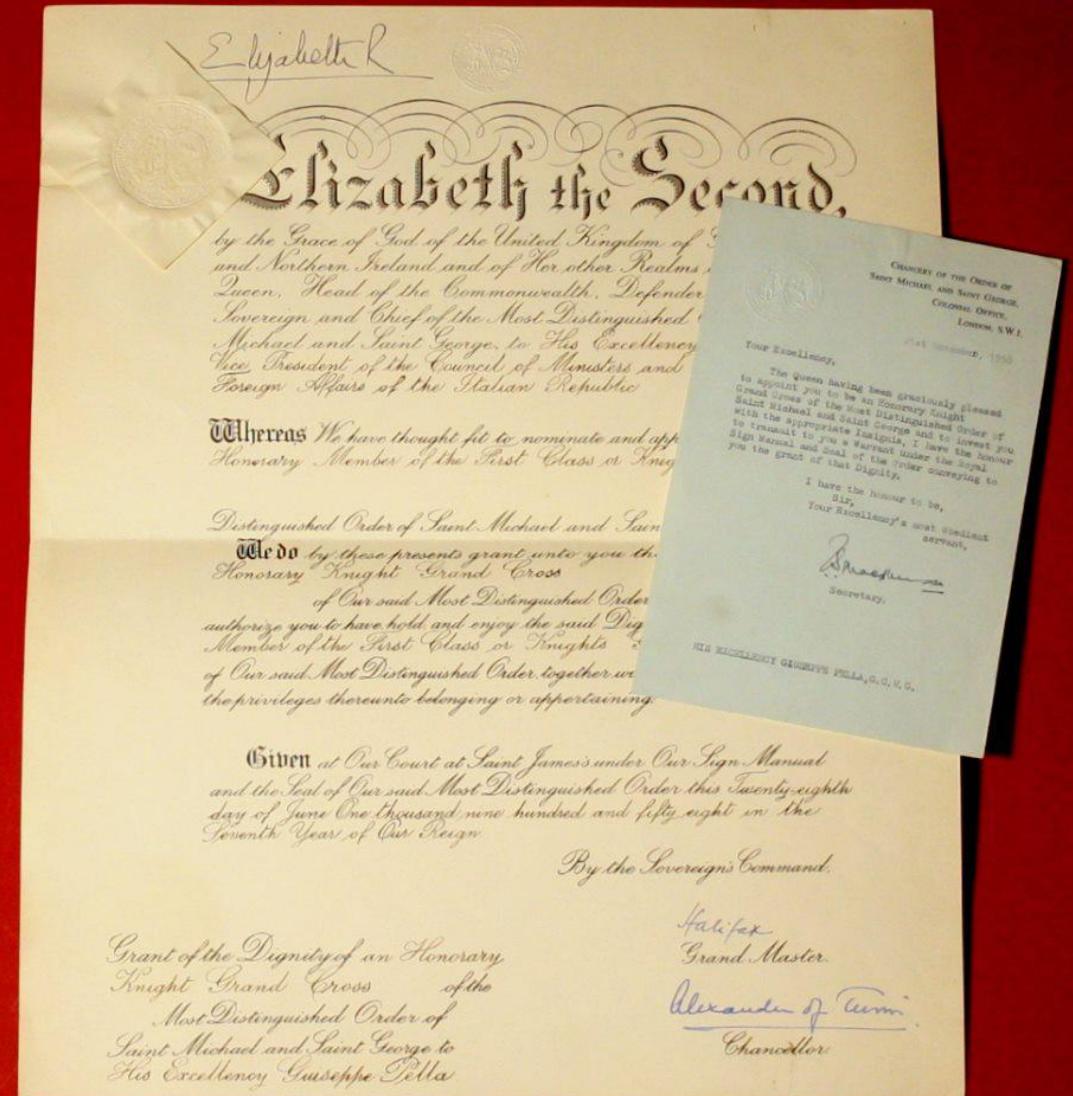 Elizabeth R
Elizabeth the Second,
by the Grace of God of the United Kingdom of
and Northern Ireland and of Her other Realms
Queen, Head of the Commonwealth, Defender
Sovereign and Chief of the Most Distinguished
Michael and Saint George, to His Excellency
Vice President of the Council of Ministers and
Foreign Affairs of the Italian Republic
Whereas We have thought fit to nominate and app
Honorary Member of the First Class or Knig
Distinguished Order of Saint Michael and Sain
We do by these presents grant unto you th
Honorary Knight Grand Cross
of Our said Most Distinguished Order
authorize you to have hold and enjoy the said Dig
Member of the First Class or Knights
of Our said Most Distinguished Order, together wi
the privileges thereunto belonging or appertaining.
Given at Our Court at Saint James's under Our Sign Manual
and the Seal of Our said Most Distinguished Order this Twenty-eighth
day of June One thousand nine hundred and fifty eight in the
Seventh Year of Our Reign
By the Sovereign's Command.
Halifax
Grand Master.
Alexander of Tunis
Chancellor
Grant of the Dignity of an Honorary
Knight Grand Cross of the
Most Distinguished Order of
Saint Michael and Saint George to
His Excellency Giuseppe Pella
CHANCERY OF THE ORDER OF
SAINT MICHAEL AND SAINT GEORGE,
COLONIAL OFFICE,
LONDON, S.W.1.
1958
Your Excellency,
The Queen having been graciously pleased
to appoint you to be an Honorary Knight
Grand Cross of the Most Distinguished Order of
Saint Michael and Saint George and to invest you
with the appropriate Insignia, I have the honour
to transmit to you a Warrant under the Royal
Sign Manual and Seal of the Order conveying to
you the grant of that Dignity.
I have the honour to be,
Sir,
Your Excellency's most obedient
servant,
Secretary.
HIS EXCELLENCY GIUSEPPE PELLA, G.C.M.G.